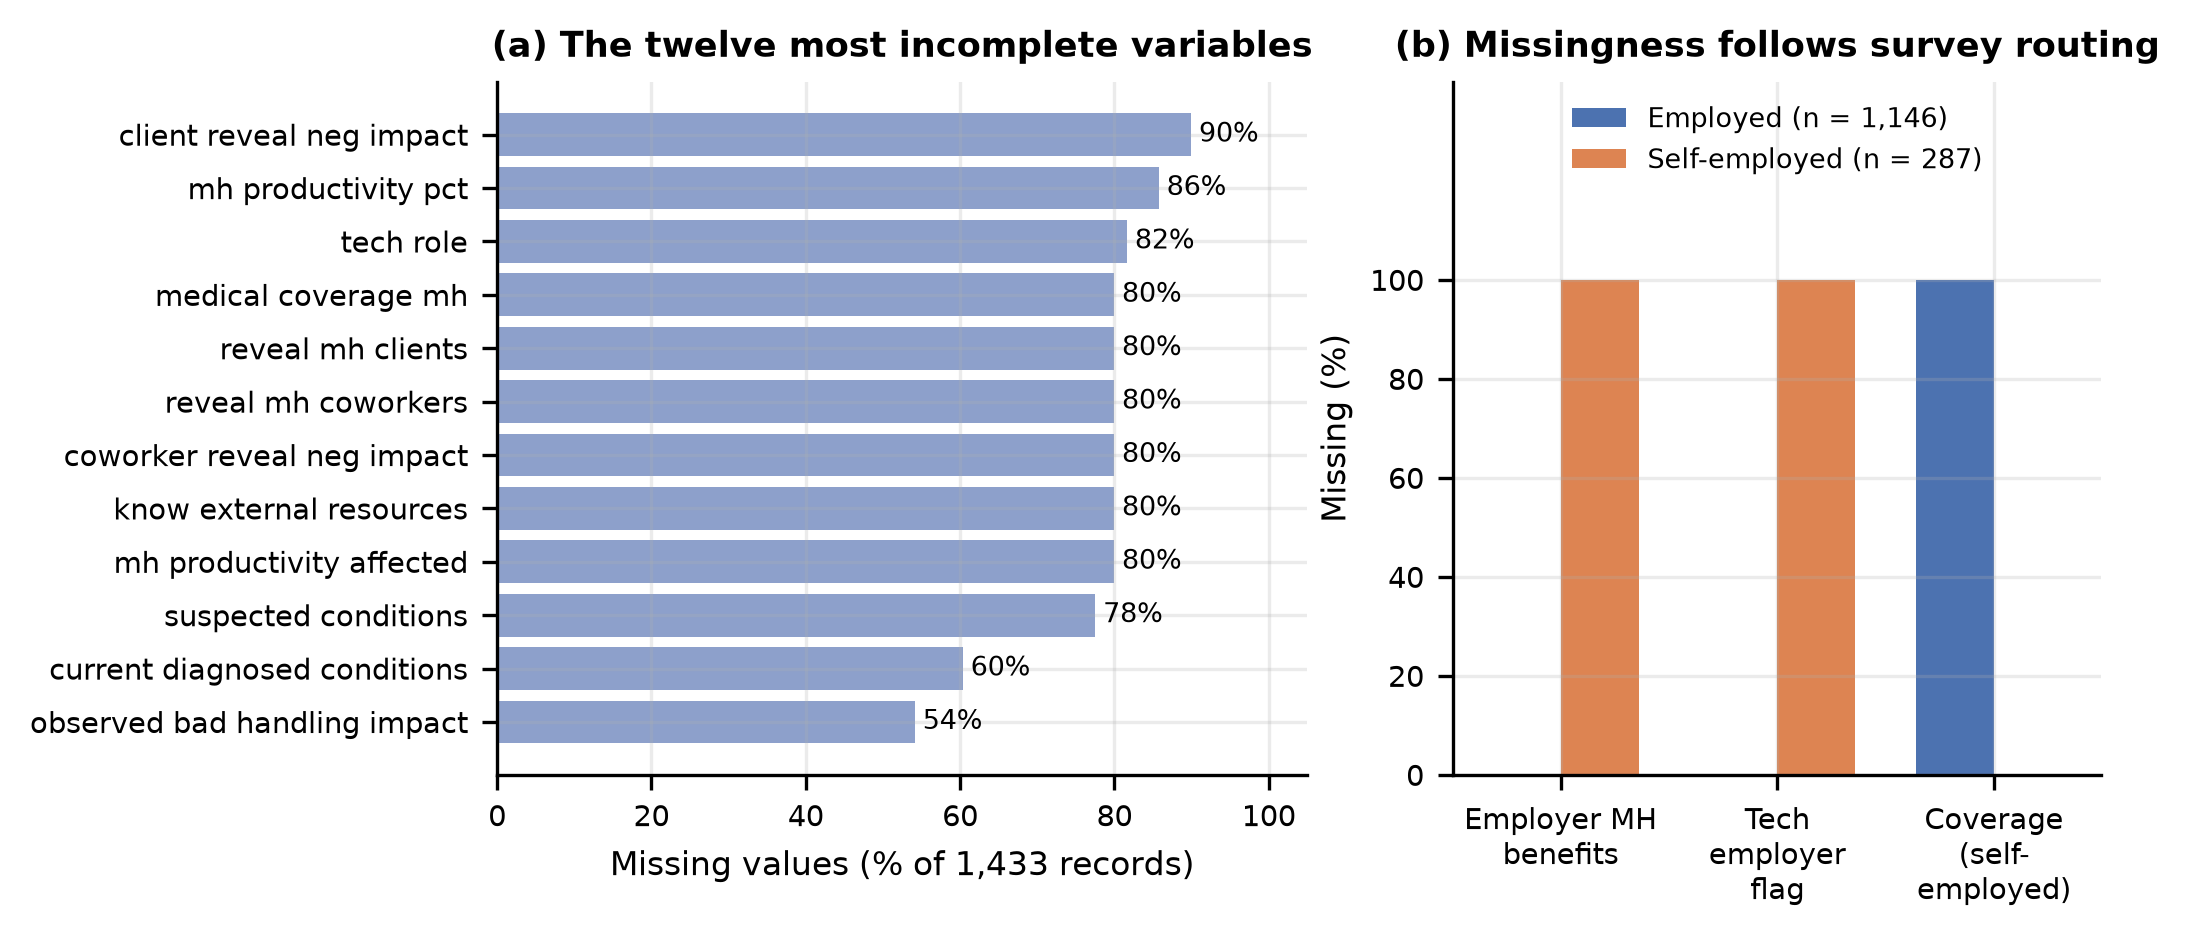 (a) The twelve most incomplete variables
client reveal neg impact 90%
mh productivity pct 86%
tech role 82%
medical coverage mh 80%
reveal mh clients 80%
reveal mh coworkers 80%
coworker reveal neg impact 80%
know external resources 80%
mh productivity affected 80%
suspected conditions 78%
current diagnosed conditions 60%
observed bad handling impact 54%
0 20 40 60 80 100
Missing values (% of 1,433 records)
(b) Missingness follows survey routing
Employed (n = 1,146)
Self-employed (n = 287)
Missing (%)
100
80
60
40
20
0
Employer MH
benefits
Tech
employer
flag
Coverage
(self-
employed)